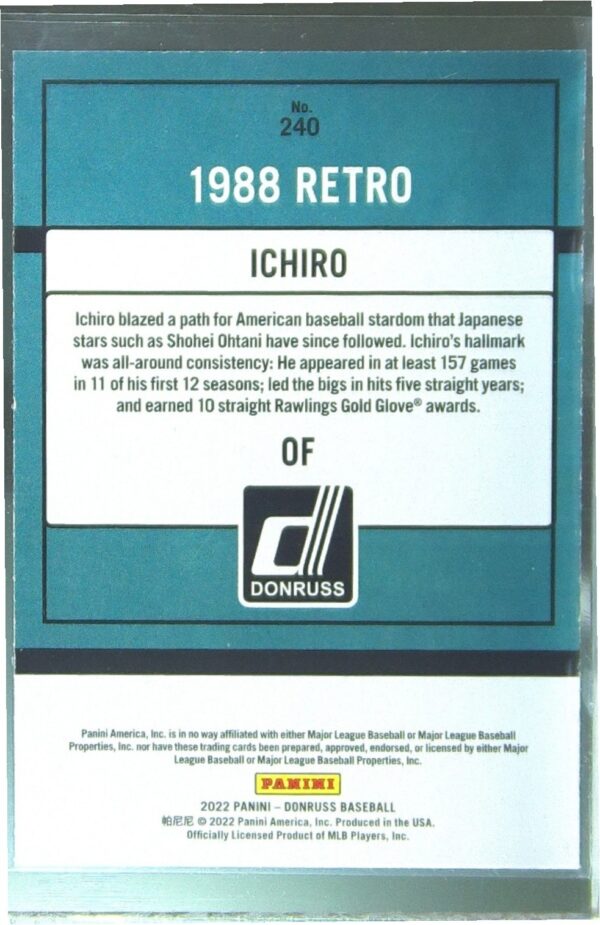 No.
240
1988 RETRO
ICHIRO
Ichiro blazed a path for American baseball stardom that Japanese
stars such as Shohei Ohtani have since followed. Ichiro's hallmark
was all-around consistency: He appeared in at least 157 games
in 11 of his first 12 seasons; led the bigs in hits five straight years;
and earned 10 straight Rawlings Gold Glove® awards.
OF
d
DONRUSS
Panini America, Inc. is in no way affiliated with either Major League Baseball or Major League Baseball
Properties, Inc. nor have these trading cards been prepared, approved, endorsed, or licensed by either Major
League Baseball or Major League Baseball Properties, Inc.
PANINI
2022 PANINI – DONRUSS BASEBALL
帕尼尼 © 2022 Panini America, Inc. Produced in the USA.
Officially Licensed Product of MLB Players, Inc.